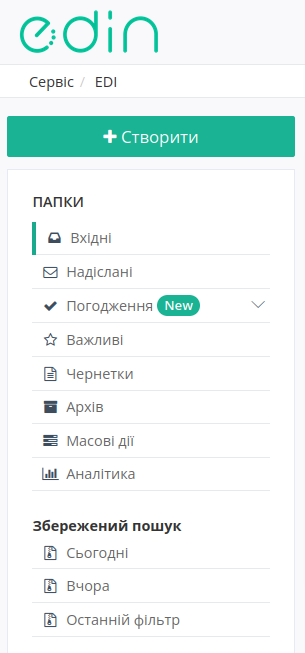 edin
Сервіс / EDI
+ Створити
ПАПКИ
Вхідні
Надіслані
Погодження New
Важливі
Чернетки
Архів
Масові дії
Аналітика
Збережений пошук
Сьогодні
Вчора
Останній фільтр